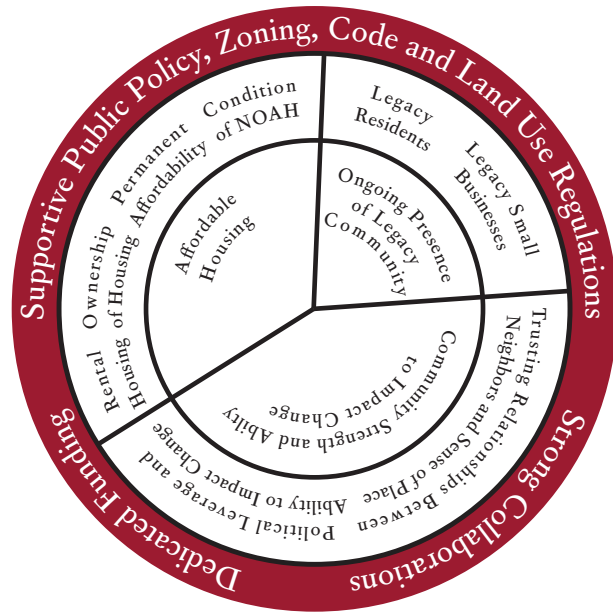 Supportive Public Policy, Zoning, Code and Land Use Regulations
Strong Collaborations
Dedicated Funding
Rental
Housing
Ownership
of Housing
Permanent
Affordability
Condition
of NOAH
Legacy
Residents
Legacy Small
Businesses
Trusting Relationships Between
Neighbors and Sense of Place
Political Leverage and
Ability to Impact Change
Affordable
Housing
Ongoing Presence
of Legacy
Community
Community Strength and Abilty
to Impact Change